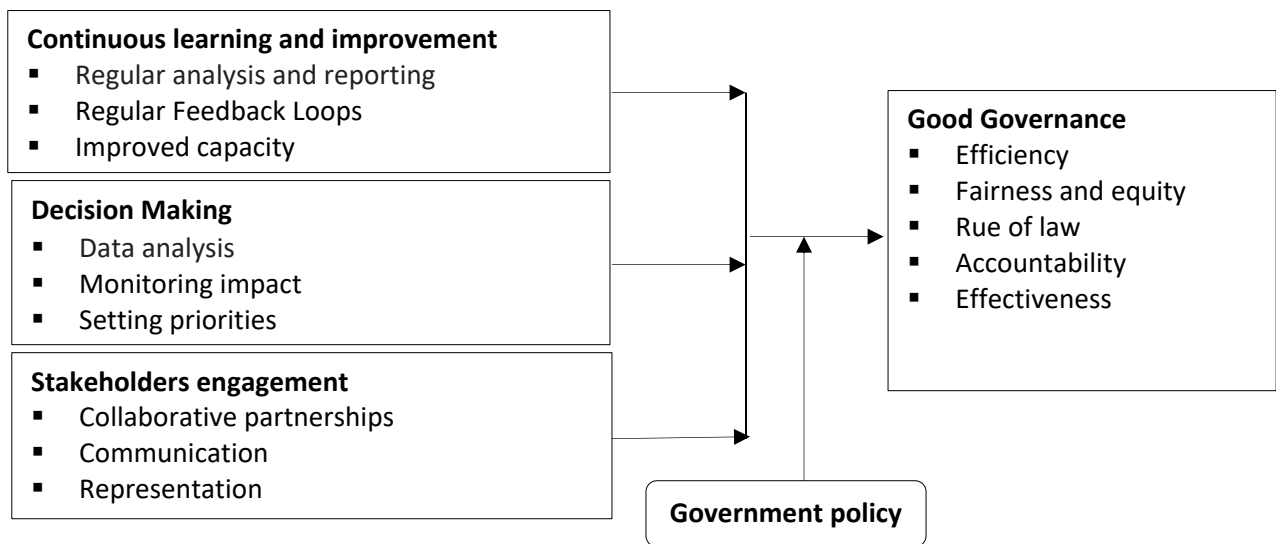 Continuous learning and improvement
▪ Regular analysis and reporting
▪ Regular Feedback Loops
▪ Improved capacity
Decision Making
▪ Data analysis
▪ Monitoring impact
▪ Setting priorities
Stakeholders engagement
▪ Collaborative partnerships
▪ Communication
▪ Representation
Good Governance
▪ Efficiency
▪ Fairness and equity
▪ Rue of law
▪ Accountability
▪ Effectiveness
Government policy